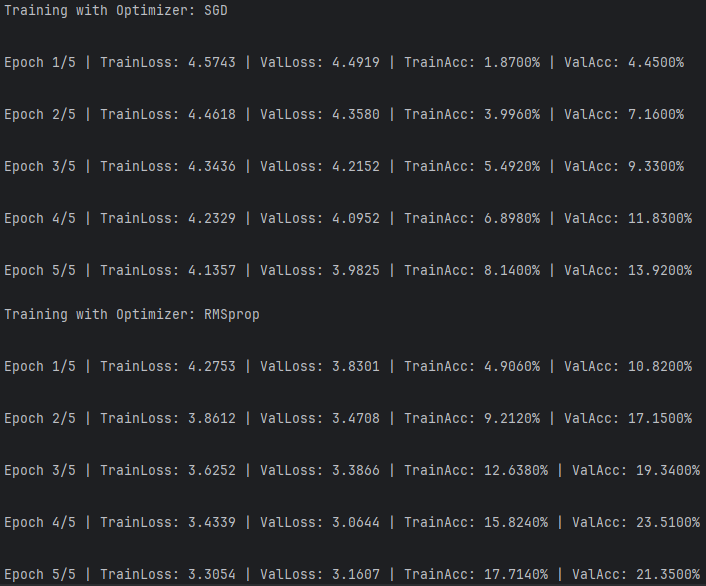 Training with Optimizer: SGD
Epoch 1/5 | TrainLoss: 4.5743 | ValLoss: 4.4919 | TrainAcc: 1.8700% | ValAcc: 4.4500%
Epoch 2/5 | TrainLoss: 4.4618 | ValLoss: 4.3580 | TrainAcc: 3.9960% | ValAcc: 7.1600%
Epoch 3/5 | TrainLoss: 4.3436 | ValLoss: 4.2152 | TrainAcc: 5.4920% | ValAcc: 9.3300%
Epoch 4/5 | TrainLoss: 4.2329 | ValLoss: 4.0952 | TrainAcc: 6.8980% | ValAcc: 11.8300%
Epoch 5/5 | TrainLoss: 4.1357 | ValLoss: 3.9825 | TrainAcc: 8.1400% | ValAcc: 13.9200%
Training with Optimizer: RMSprop
Epoch 1/5 | TrainLoss: 4.2753 | ValLoss: 3.8301 | TrainAcc: 4.9060% | ValAcc: 10.8200%
Epoch 2/5 | TrainLoss: 3.8612 | ValLoss: 3.4708 | TrainAcc: 9.2120% | ValAcc: 17.1500%
Epoch 3/5 | TrainLoss: 3.6252 | ValLoss: 3.3866 | TrainAcc: 12.6380% | ValAcc: 19.3400%
Epoch 4/5 | TrainLoss: 3.4339 | ValLoss: 3.0644 | TrainAcc: 15.8240% | ValAcc: 23.5100%
Epoch 5/5 | TrainLoss: 3.3054 | ValLoss: 3.1607 | TrainAcc: 17.7140% | ValAcc: 21.3500%